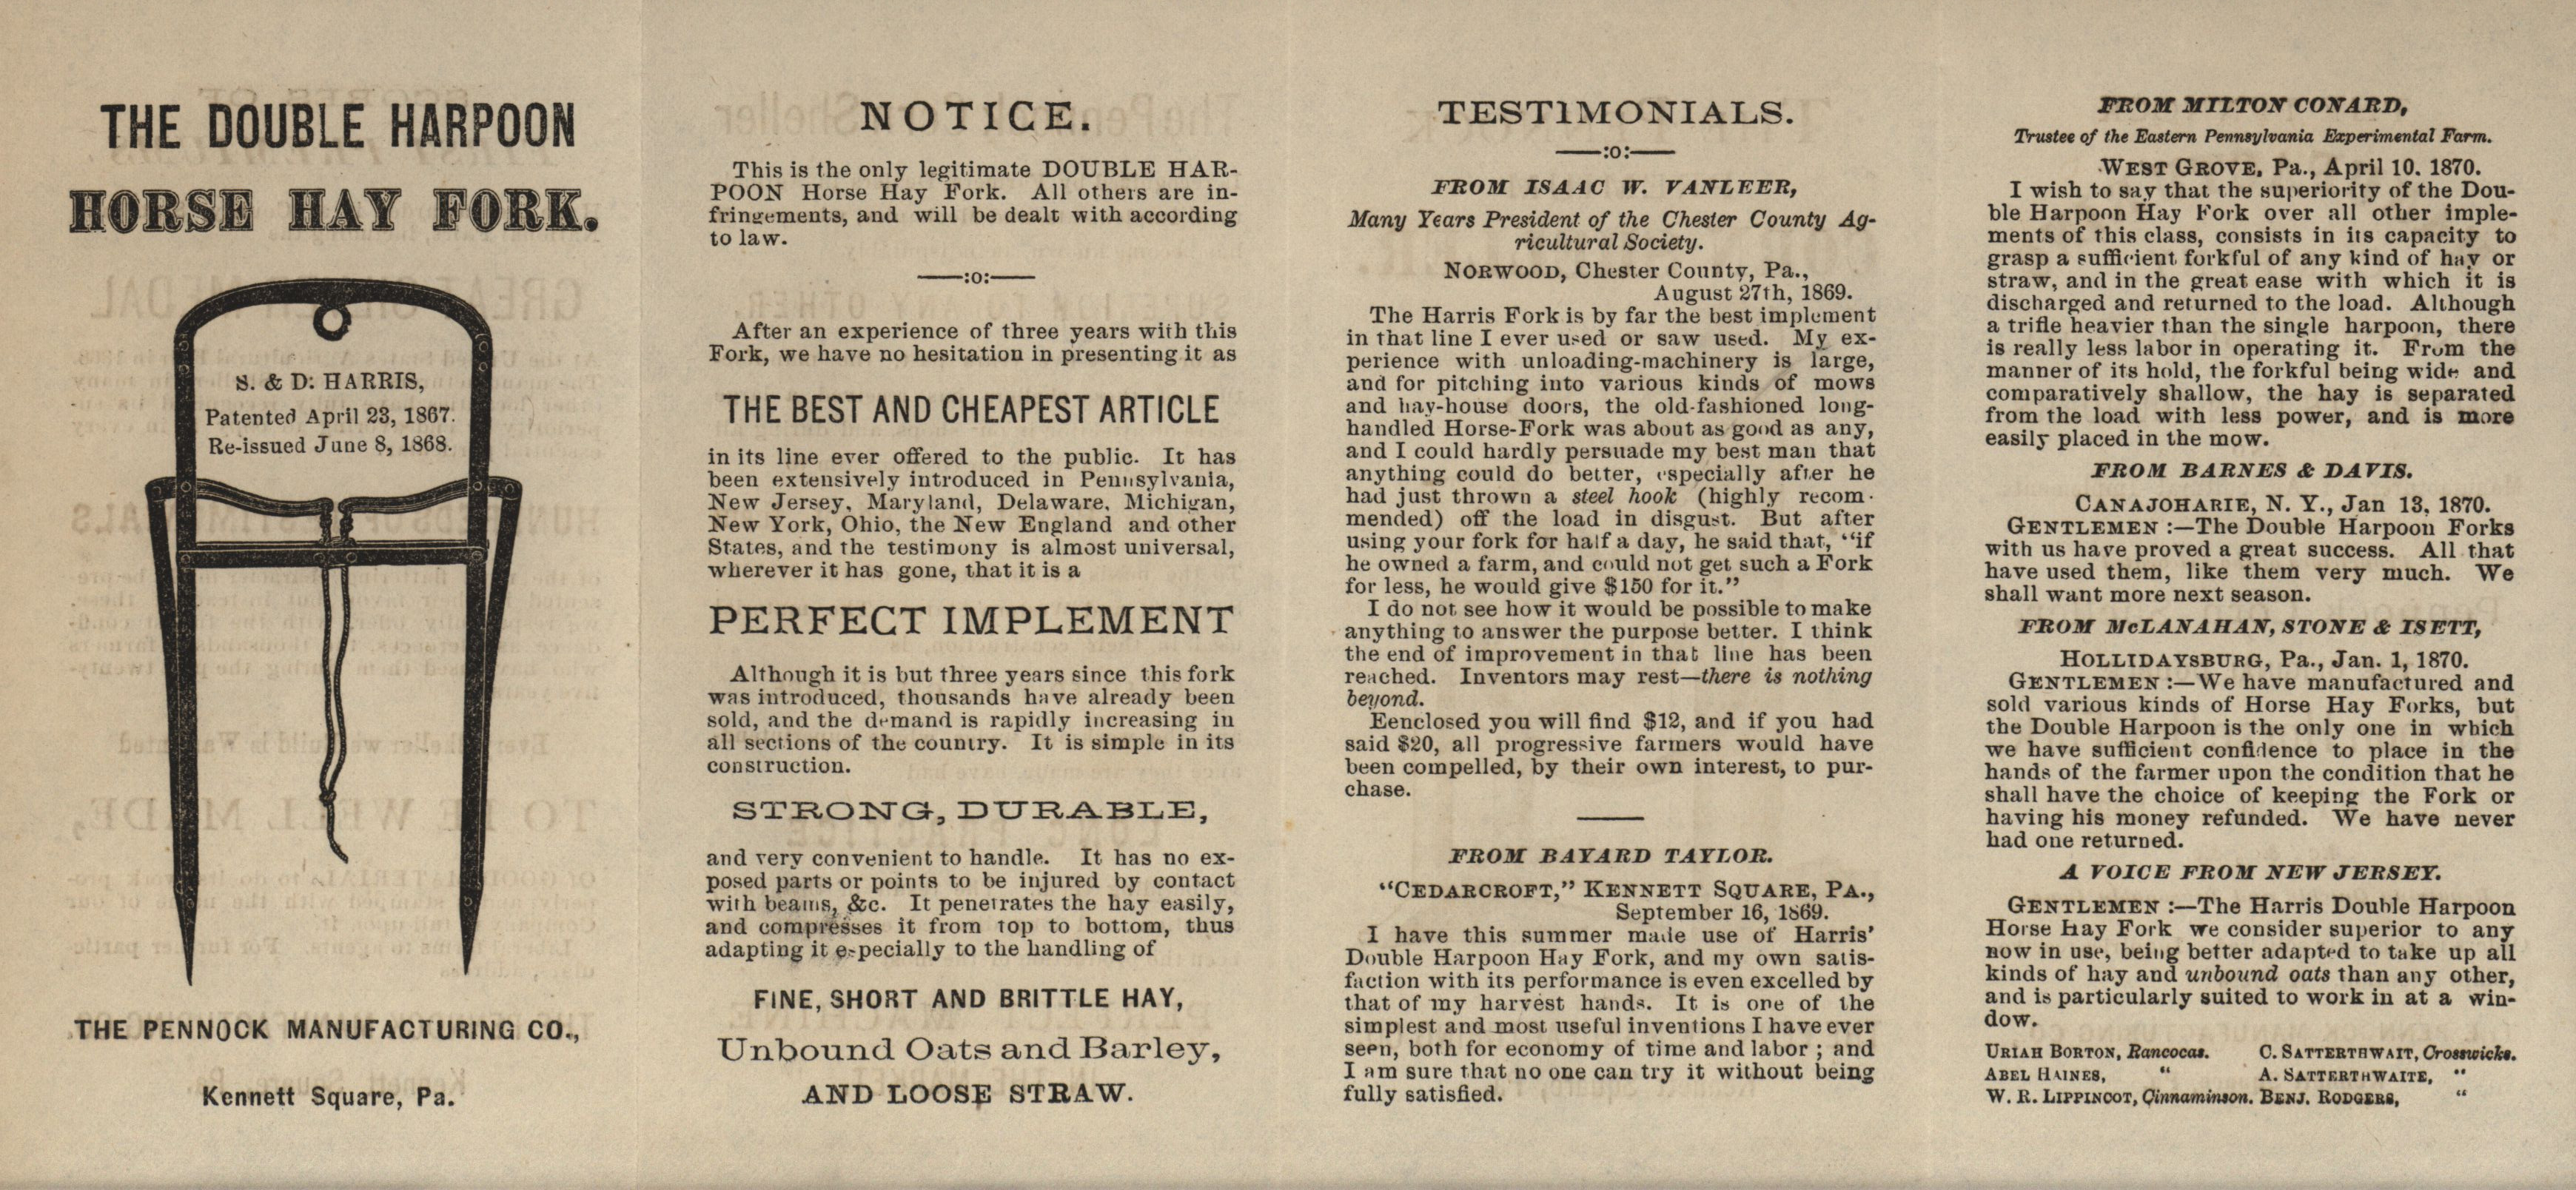 THE DOUBLE HARPOON
HORSE HAY FORK.
S. & D. HARRIS,
Patented April 23, 1867.
Re-issued June 8, 1868.
THE PENNOCK MANUFACTURING CO.,
Kennett Square, Pa.
NOTICE.
This is the only legitimate DOUBLE HAR-
POON Horse Hay Fork. All others are in-
fringements, and will be dealt with according
to law.
—:o:—
After an experience of three years with this
Fork, we have no hesitation in presenting it as
THE BEST AND CHEAPEST ARTICLE
in its line ever offered to the public. It has
been extensively introduced in Pennsylvania,
New Jersey, Maryland, Delaware, Michigan,
New York, Ohio, the New England and other
States, and the testimony is almost universal,
wherever it has gone, that it is a
PERFECT IMPLEMENT
Although it is but three years since this fork
was introduced, thousands have already been
sold, and the demand is rapidly increasing in
all sections of the country. It is simple in its
construction.
STRONG, DURABLE,
and very convenient to handle. It has no ex-
posed parts or points to be injured by contact
with beams, &c. It penetrates the hay easily,
and compresses it from top to bottom, thus
adapting it especially to the handling of
FINE, SHORT AND BRITTLE HAY,
Unbound Oats and Barley,
AND LOOSE STRAW.
TEST1MONIALS.
—:o:—
FROM ISAAC W. VANLEER,
Many Years President of the Chester County Ag-
ricultural Society.
NORWOOD, Chester County, Pa.,
August 27th, 1869.
The Harris Fork is by far the best implement
in that line I ever used or saw used. My ex-
perience with unloading-machinery is large,
and for pitching into various kinds of mows
and hay-house doors, the old-fashioned long-
handled Horse-Fork was about as good as any,
and I could hardly persuade my best man that
anything could do better, especially after he
had just thrown a steel hook (highly recom-
mended) off the load in disgust. But after
using your fork for half a day, he said that, "if
he owned a farm, and could not get such a Fork
for less, he would give $150 for it."
I do not see how it would be possible to make
anything to answer the purpose better. I think
the end of improvement in that line has been
reached. Inventors may rest—there is nothing
beyond.
Eenclosed you will find $12, and if you had
said $20, all progressive farmers would have
been compelled, by their own interest, to pur-
chase.
FROM BAYARD TAYLOR.
"CEDARCROFT," KENNETT SQUARE, PA.,
September 16, 1869.
I have this summer made use of Harris'
Double Harpoon Hay Fork, and my own satis-
faction with its performance is even excelled by
that of my harvest hands. It is one of the
simplest and most useful inventions I have ever
seen, both for economy of time and labor ; and
I am sure that no one can try it without being
fully satisfied.
FROM MILTON CONARD,
Trustee of the Eastern Pennsylvania Experimental Farm.
WEST GROVE, Pa., April 10. 1870.
I wish to say that the superiority of the Dou-
ble Harpoon Hay Fork over all other imple-
ments of this class, consists in its capacity to
grasp a sufficient forkful of any kind of hay or
straw, and in the great ease with which it is
discharged and returned to the load. Although
a trifle heavier than the single harpoon, there
is really less labor in operating it. From the
manner of its hold, the forkful being wide and
comparatively shallow, the hay is separated
from the load with less power, and is more
easily placed in the mow.
FROM BARNES & DAVIS.
CANAJOHARIE, N. Y., Jan 13, 1870.
GENTLEMEN :—The Double Harpoon Forks
with us have proved a great success. All that
have used them, like them very much. We
shall want more next season.
FROM McLANAHAN, STONE & ISETT,
HOLLIDAYSBURG, Pa., Jan. 1, 1870.
GENTLEMEN :—We have manufactured and
sold various kinds of Horse Hay Forks, but
the Double Harpoon is the only one in which
we have sufficient confidence to place in the
hands of the farmer upon the condition that he
shall have the choice of keeping the Fork or
having his money refunded. We have never
had one returned.
A VOICE FROM NEW JERSEY.
GENTLEMEN :—The Harris Double Harpoon
Horse Hay Fork we consider superior to any
now in use, being better adapted to take up all
kinds of hay and unbound oats than any other,
and is particularly suited to work in at a win-
dow.
URIAH BORTON, Rancocas. C. SATTERTHWAIT, Crosswicks.
ABEL HAINES, " A. SATTERTHWAITE, "
W. R. LIPPINCOT, Cinnaminson. BENJ. RODGERS, "